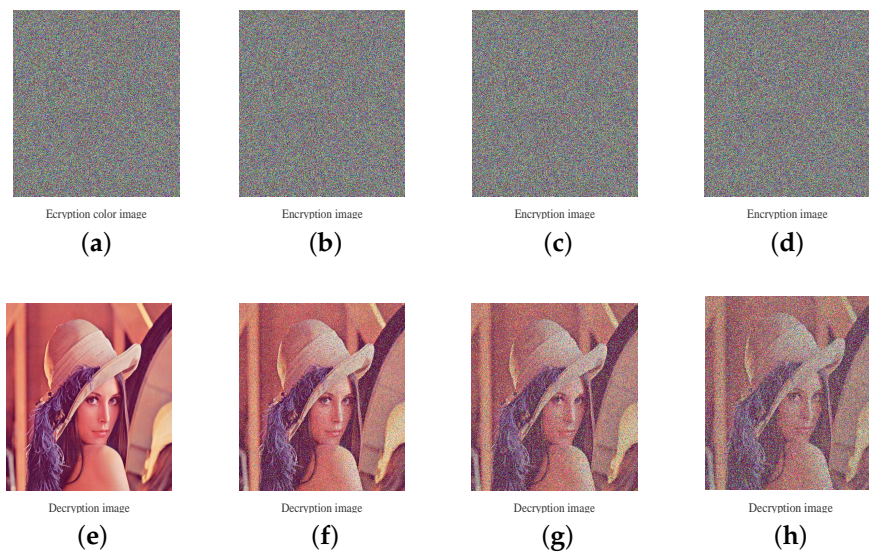 Ecryption color image Encryption image Encryption image Encryption image
(a) (b) (c) (d)
Decryption image Decryption image Decryption image Decryption image
(e) (f) (g) (h)